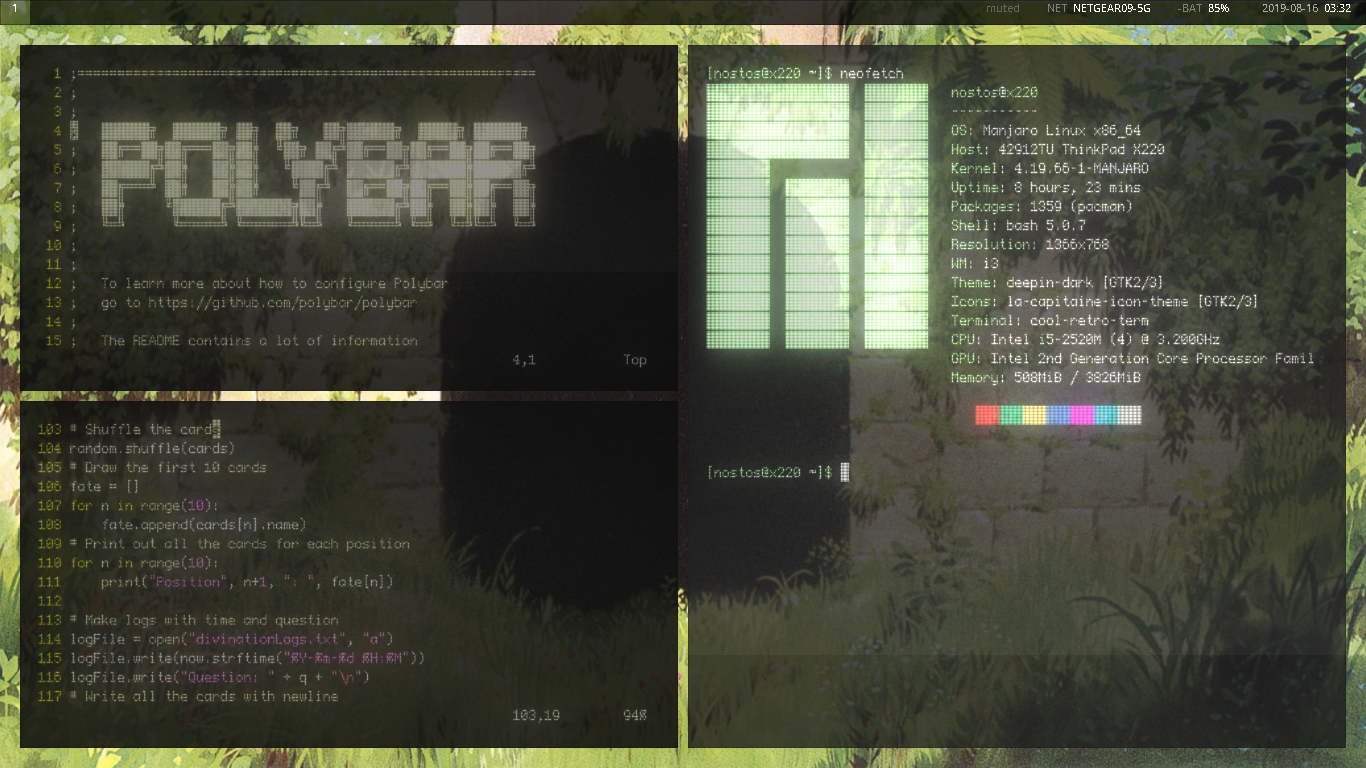 1 muted NET NETGEAR09-5G -BAT 85% 2019-08-16 03:32
1 ;==========================================================
2 ;
3 ;
4 ; POLYBAR
5 ;
6 ;
7 ;
8 ;
9 ;
10 ;
11 ;
12 ;   To learn more about how to configure Polybar
13 ;   go to https://github.com/polybar/polybar
14 ;
15 ;   The README contains a lot of information
4,1 Top
103 # Shuffle the cards
104 random.shuffle(cards)
105 # Draw the first 10 cards
106 fate = []
107 for n in range(10):
108     fate.append(cards[n].name)
109 # Print out all the cards for each position
110 for n in range(10):
111     print("Position", n+1, ": ", fate[n])
112
113 # Make logs with time and question
114 logFile = open("divinationLogs.txt", "a")
115 logFile.write(now.strftime("%Y-%m-%d %H:%M"))
116 logFile.write("Question: " + q + "\n")
117 # Write all the cards with newline
103,19 94%
[nostos@x220 ~]$ neofetch
nostos@x220
-----------
OS: Manjaro Linux x86_64
Host: 42912TU ThinkPad X220
Kernel: 4.19.66-1-MANJARO
Uptime: 8 hours, 23 mins
Packages: 1359 (pacman)
Shell: bash 5.0.7
Resolution: 1366x768
WM: i3
Theme: deepin-dark [GTK2/3]
Icons: la-capitaine-icon-theme [GTK2/3]
Terminal: cool-retro-term
CPU: Intel i5-2520M (4) @ 3.200GHz
GPU: Intel 2nd Generation Core Processor Famil
Memory: 508MiB / 3826MiB
[nostos@x220 ~]$